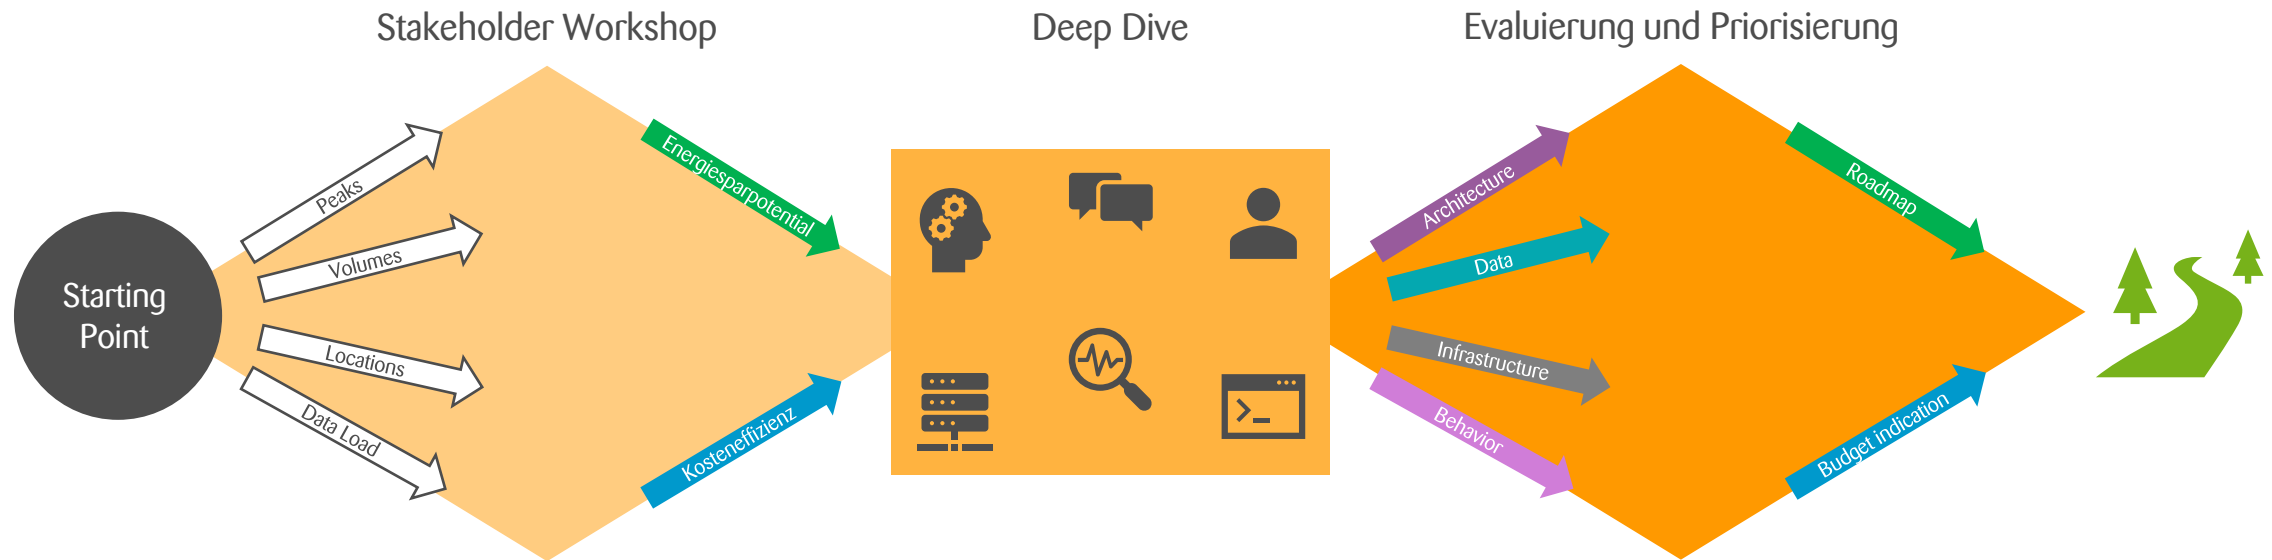 Stakeholder Workshop
Deep Dive
Evaluierung und Priorisierung
Starting
Point
Peaks
Volumes
Locations
Data Load
Energiesparpotential
Kosteneffizienz
Architecture
Data
Infrastructure
Behavior
Roadmap
Budget indication